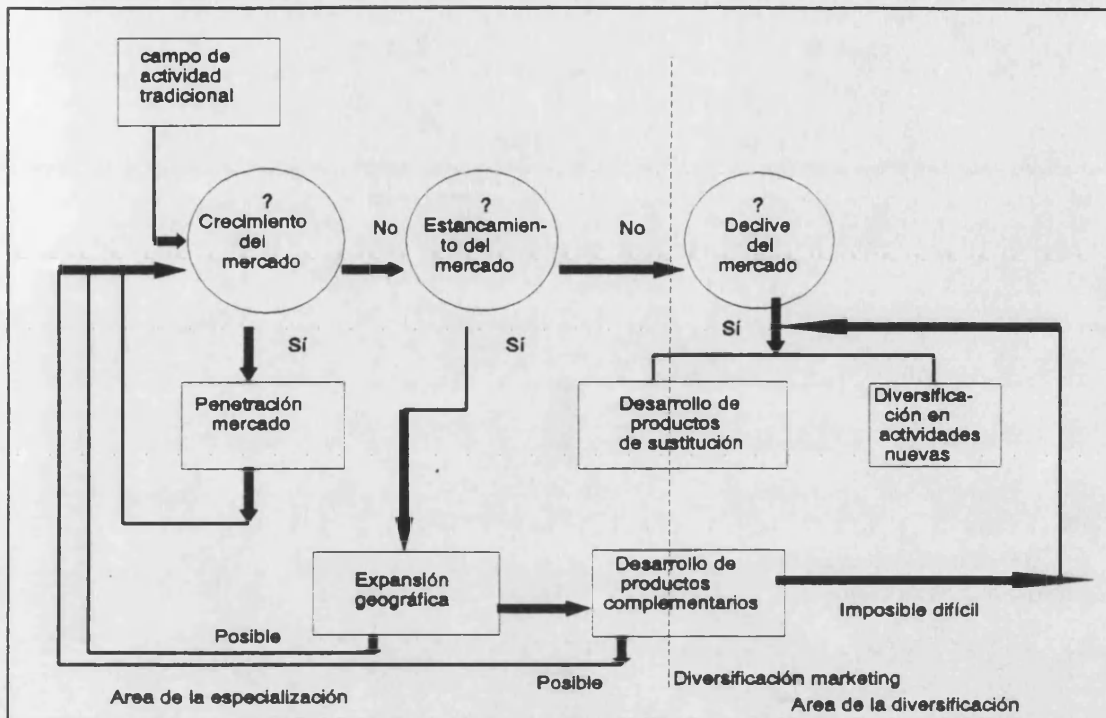 campo de
actividad
tradicional
?
Crecimiento
del
mercado
No
?
Estancamien-
to del
mercado
No
?
Declive
del
mercado
Sí
Sí
Sí
Penetración
mercado
Desarrollo de
productos
de sustitución
Diversifica-
ción en
actividades
nuevas
Expansión
geográfica
Desarrollo de
productos
complementarios
Imposible difícil
Posible
Posible
Diversificación marketing
Area de la especialización
Area de la diversificación